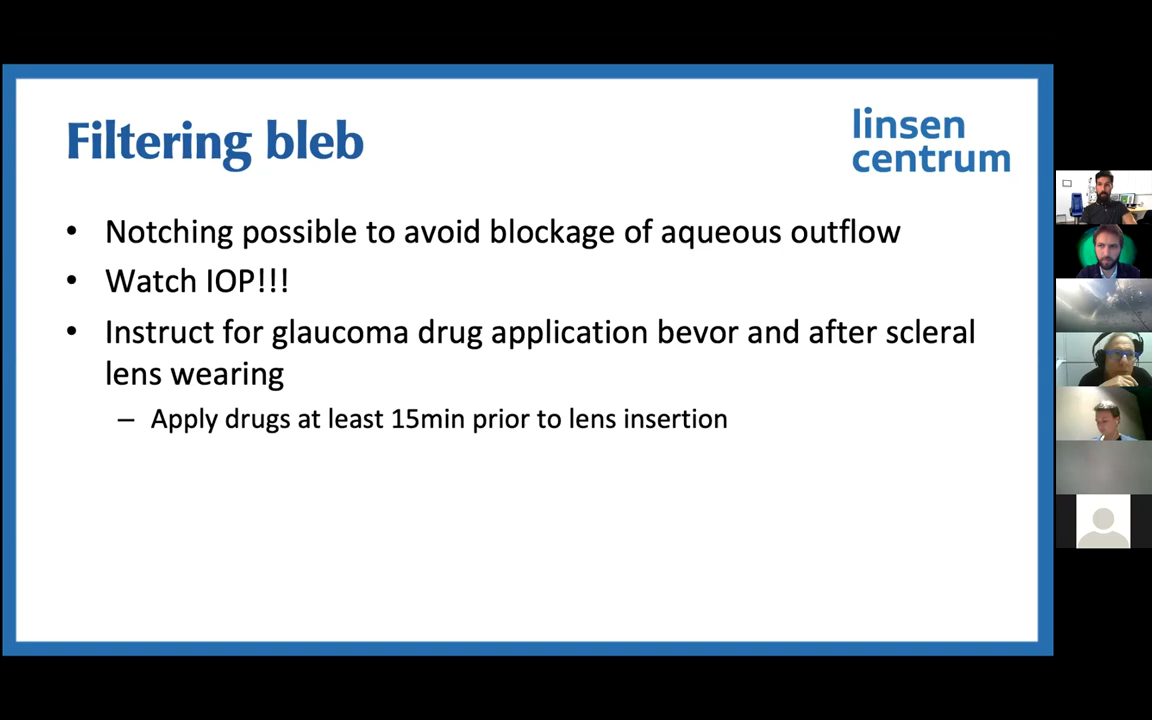 Filtering bleb
linsen
centrum
• Notching possible to avoid blockage of aqueous outflow
• Watch IOP!!!
• Instruct for glaucoma drug application bevor and after scleral
lens wearing
– Apply drugs at least 15min prior to lens insertion